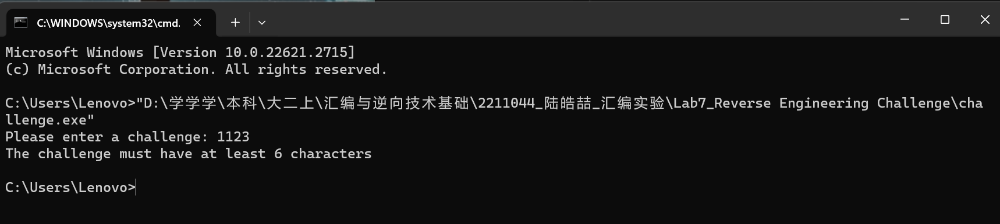 C:\WINDOWS\system32\cmd.
Microsoft Windows [Version 10.0.22621.2715]
(c) Microsoft Corporation. All rights reserved.
C:\Users\Lenovo>"D:\学学学\本科\大二上\汇编与逆向技术基础\2211044_陆皓喆_汇编实验\Lab7_Reverse Engineering Challenge\cha
llenge.exe"
Please enter a challenge: 1123
The challenge must have at least 6 characters
C:\Users\Lenovo>